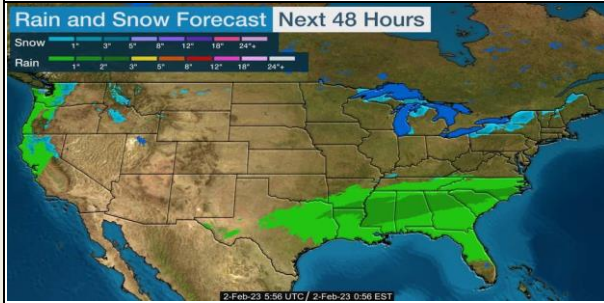 Rain and Snow Forecast Next 48 Hours
Snow
1" 3" 5" 8" 12" 18" 24"+
Rain
1" 2" 3" 5" 8" 12" 18" 24"+
2-Feb-23 5:56 UTC / 2-Feb-23 0:56 EST